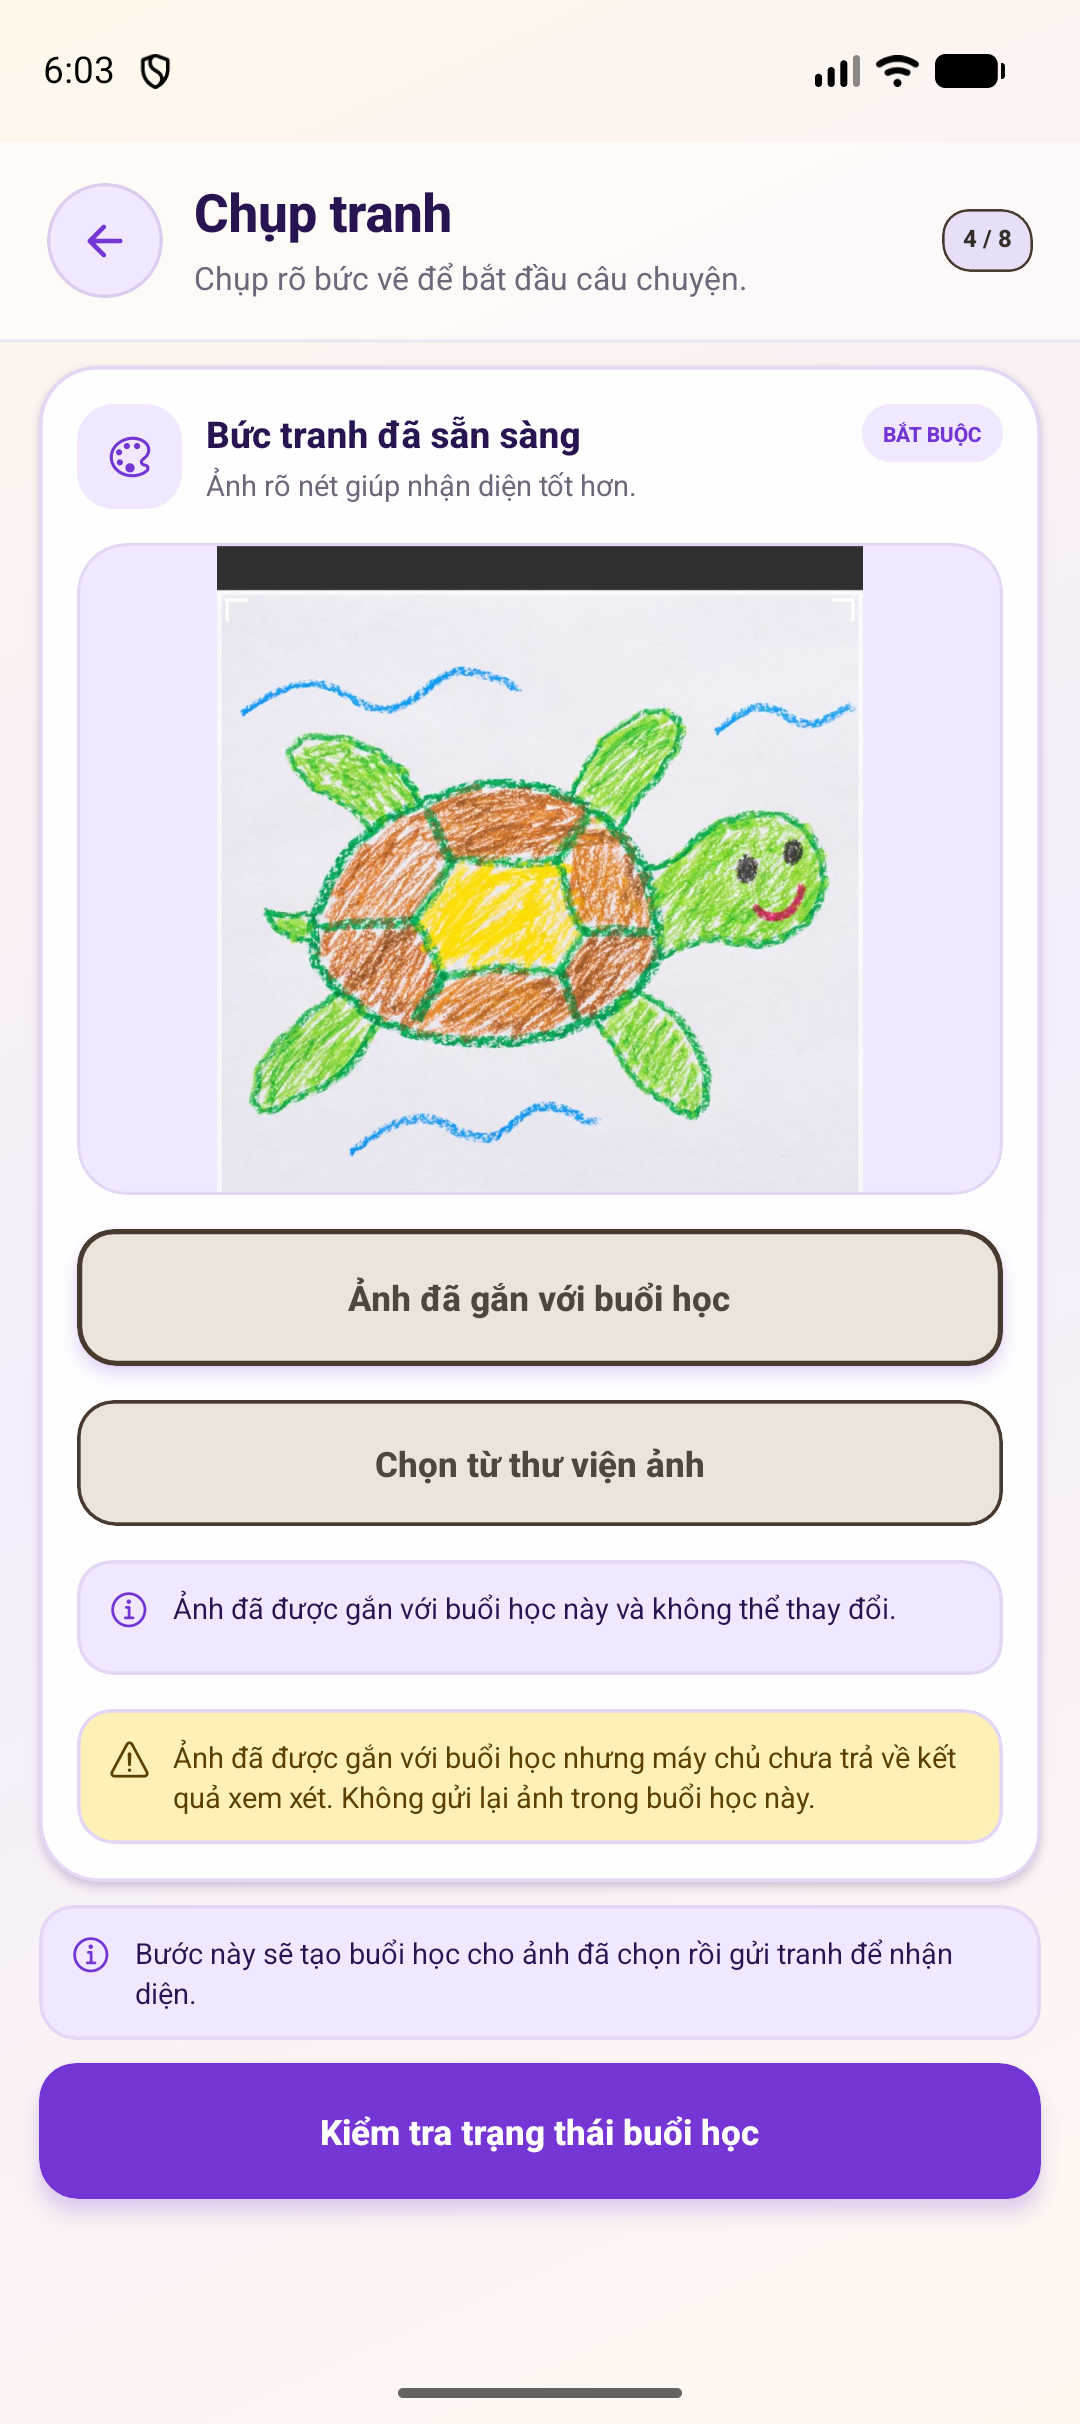 6:03
Chụp tranh
Chụp rõ bức vẽ để bắt đầu câu chuyện.
4 / 8
Bức tranh đã sẵn sàng
Ảnh rõ nét giúp nhận diện tốt hơn.
BẮT BUỘC
Ảnh đã gắn với buổi học
Chọn từ thư viện ảnh
Ảnh đã được gắn với buổi học này và không thể thay đổi.
Ảnh đã được gắn với buổi học nhưng máy chủ chưa trả về kết
quả xem xét. Không gửi lại ảnh trong buổi học này.
Bước này sẽ tạo buổi học cho ảnh đã chọn rồi gửi tranh để nhận
diện.
Kiểm tra trạng thái buổi học